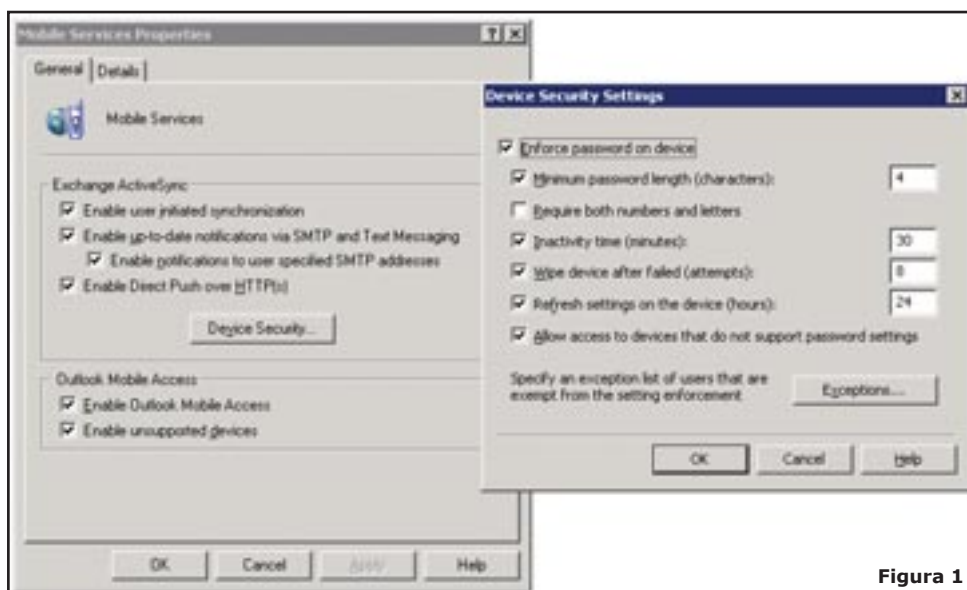 Mobile Services Properties
General
Details
Mobile Services
Exchange ActiveSync
Enable user initiated synchronization
Enable up-to-date notifications via SMTP and Text Messaging
Enable notifications to user specified SMTP addresses
Enable Direct Push over HTTP(s)
Device Security...
Outlook Mobile Access
Enable Outlook Mobile Access
Enable unsupported devices
OK Cancel Apply Help
Device Security Settings
Enforce password on device
Minimum password length (characters): 4
Require both numbers and letters
Inactivity time (minutes): 30
Wipe device after failed (attempts): 8
Refresh settings on the device (hours): 24
Allow access to devices that do not support password settings
Specify an exception list of users that are
exempt from the setting enforcement
Exceptions...
OK Cancel Help
Figura 1